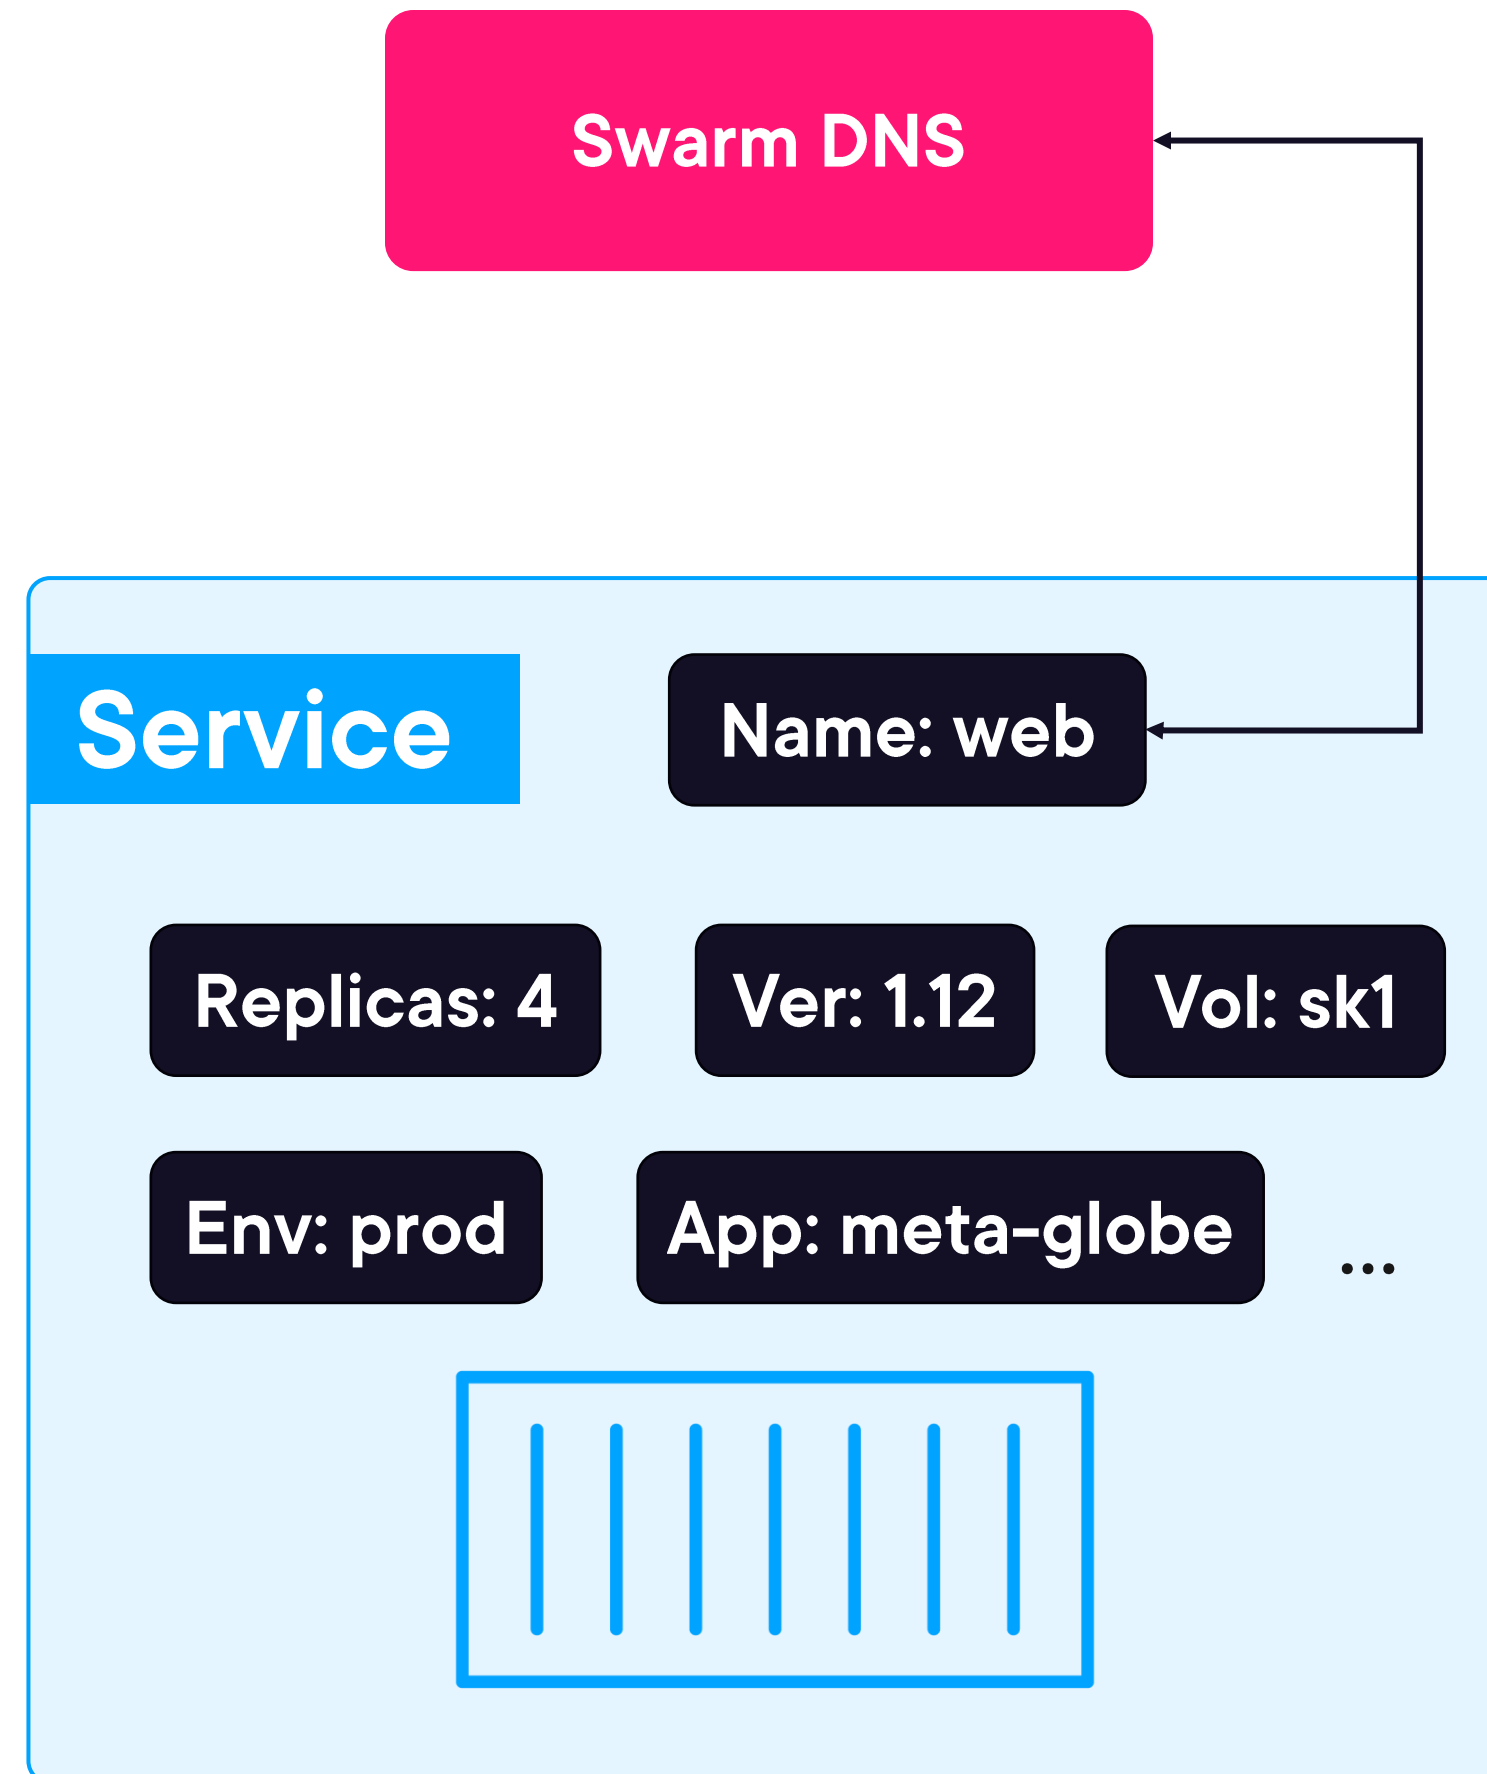 Swarm DNS
Service
Name: web
Replicas: 4
Ver: 1.12
Vol: sk1
Env: prod
App: meta-globe
...